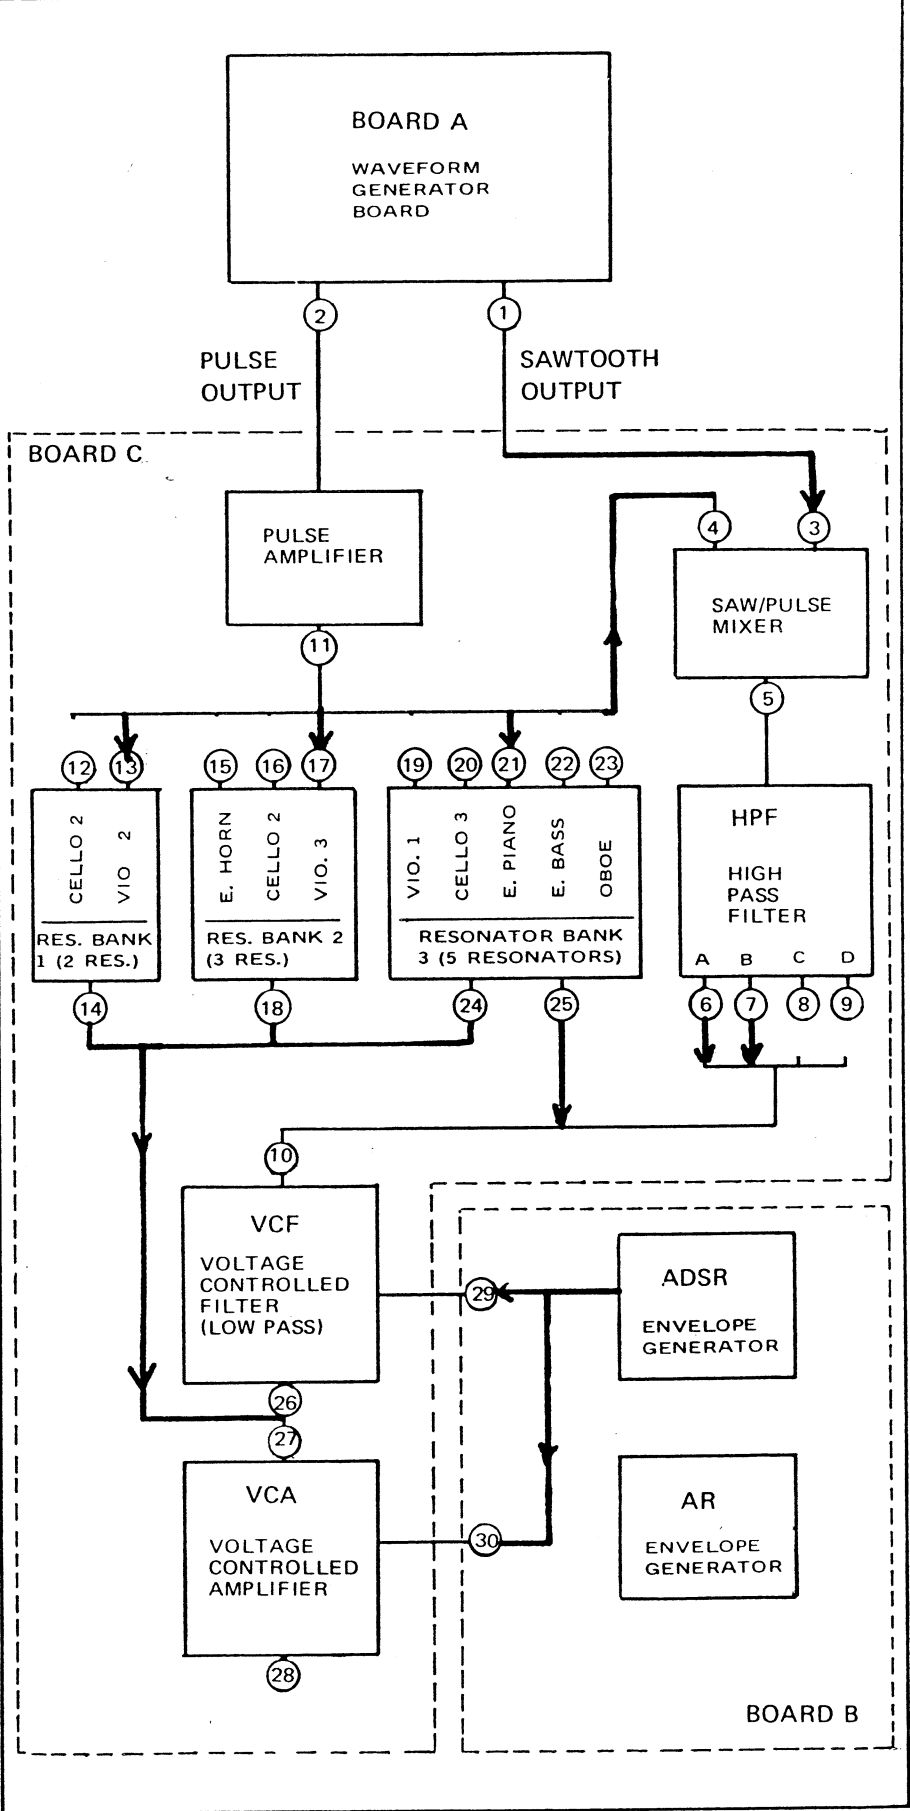 BOARD A
WAVEFORM
GENERATOR
BOARD
2
1
PULSE
OUTPUT
SAWTOOTH
OUTPUT
BOARD C
PULSE
AMPLIFIER
4
3
SAW/PULSE
MIXER
11
5
12
13
15
16
17
19
20
21
22
23
CELLO 2
VIO 2
E. HORN
CELLO 2
VIO. 3
VIO. 1
CELLO 3
E. PIANO
E. BASS
OBOE
RES. BANK
1 (2 RES.)
RES. BANK 2
(3 RES.)
RESONATOR BANK
3 (5 RESONATORS)
HPF
HIGH
PASS
FILTER
A B C D
14
18
24
25
6
7
8
9
10
VCF
VOLTAGE
CONTROLLED
FILTER
(LOW PASS)
29
ADSR
ENVELOPE
GENERATOR
26
27
VCA
VOLTAGE
CONTROLLED
AMPLIFIER
30
AR
ENVELOPE
GENERATOR
28
BOARD B